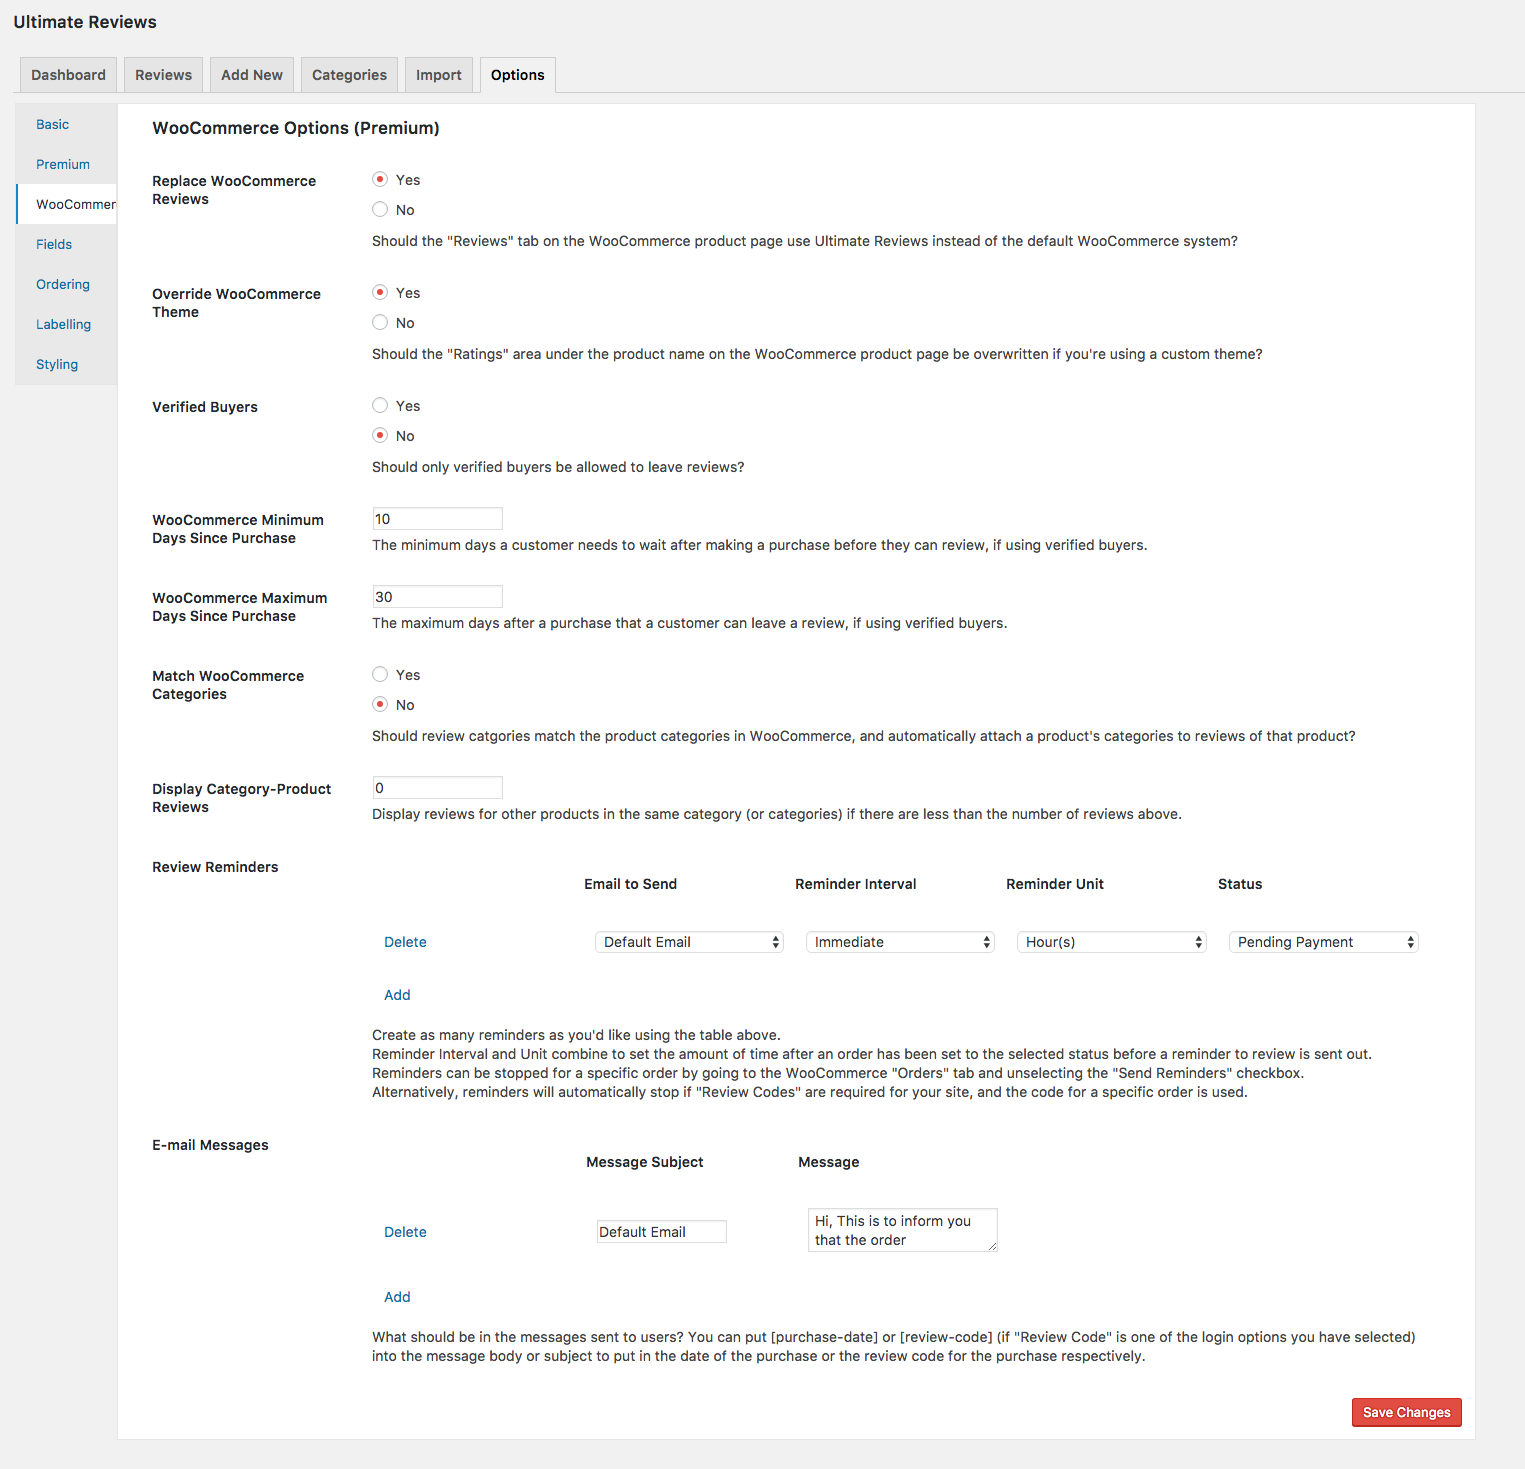 Ultimate Reviews
Dashboard
Reviews
Add New
Categories
Import
Options
Basic
Premium
WooCommer
Fields
Ordering
Labelling
Styling
WooCommerce Options (Premium)
Replace WooCommerce
Reviews
Yes
No
Should the "Reviews" tab on the WooCommerce product page use Ultimate Reviews instead of the default WooCommerce system?
Override WooCommerce
Theme
Yes
No
Should the "Ratings" area under the product name on the WooCommerce product page be overwritten if you're using a custom theme?
Verified Buyers
Yes
No
Should only verified buyers be allowed to leave reviews?
WooCommerce Minimum
Days Since Purchase
10
The minimum days a customer needs to wait after making a purchase before they can review, if using verified buyers.
WooCommerce Maximum
Days Since Purchase
30
The maximum days after a purchase that a customer can leave a review, if using verified buyers.
Match WooCommerce
Categories
Yes
No
Should review catgories match the product categories in WooCommerce, and automatically attach a product's categories to reviews of that product?
Display Category-Product
Reviews
0
Display reviews for other products in the same category (or categories) if there are less than the number of reviews above.
Review Reminders
Email to Send
Reminder Interval
Reminder Unit
Status
Delete
Default Email
Immediate
Hour(s)
Pending Payment
Add
Create as many reminders as you'd like using the table above.
Reminder Interval and Unit combine to set the amount of time after an order has been set to the selected status before a reminder to review is sent out.
Reminders can be stopped for a specific order by going to the WooCommerce "Orders" tab and unselecting the "Send Reminders" checkbox.
Alternatively, reminders will automatically stop if "Review Codes" are required for your site, and the code for a specific order is used.
E-mail Messages
Message Subject
Message
Delete
Default Email
Hi, This is to inform you
that the order
Add
What should be in the messages sent to users? You can put [purchase-date] or [review-code] (if "Review Code" is one of the login options you have selected)
into the message body or subject to put in the date of the purchase or the review code for the purchase respectively.
Save Changes